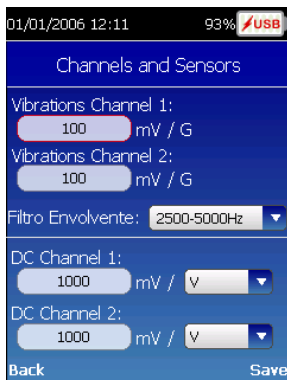 01/01/2006 12:11 93% USB
Channels and Sensors
Vibrations Channel 1:
100 mV / G
Vibrations Channel 2:
100 mV / G
Filtro Envolvente: 2500-5000Hz
DC Channel 1:
1000 mV / V
DC Channel 2:
1000 mV / V
Back Save